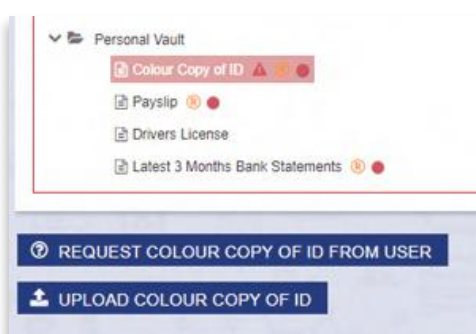 Personal Vault
Colour Copy of ID R
Payslip R
Drivers License
Latest 3 Months Bank Statements R
REQUEST COLOUR COPY OF ID FROM USER
UPLOAD COLOUR COPY OF ID